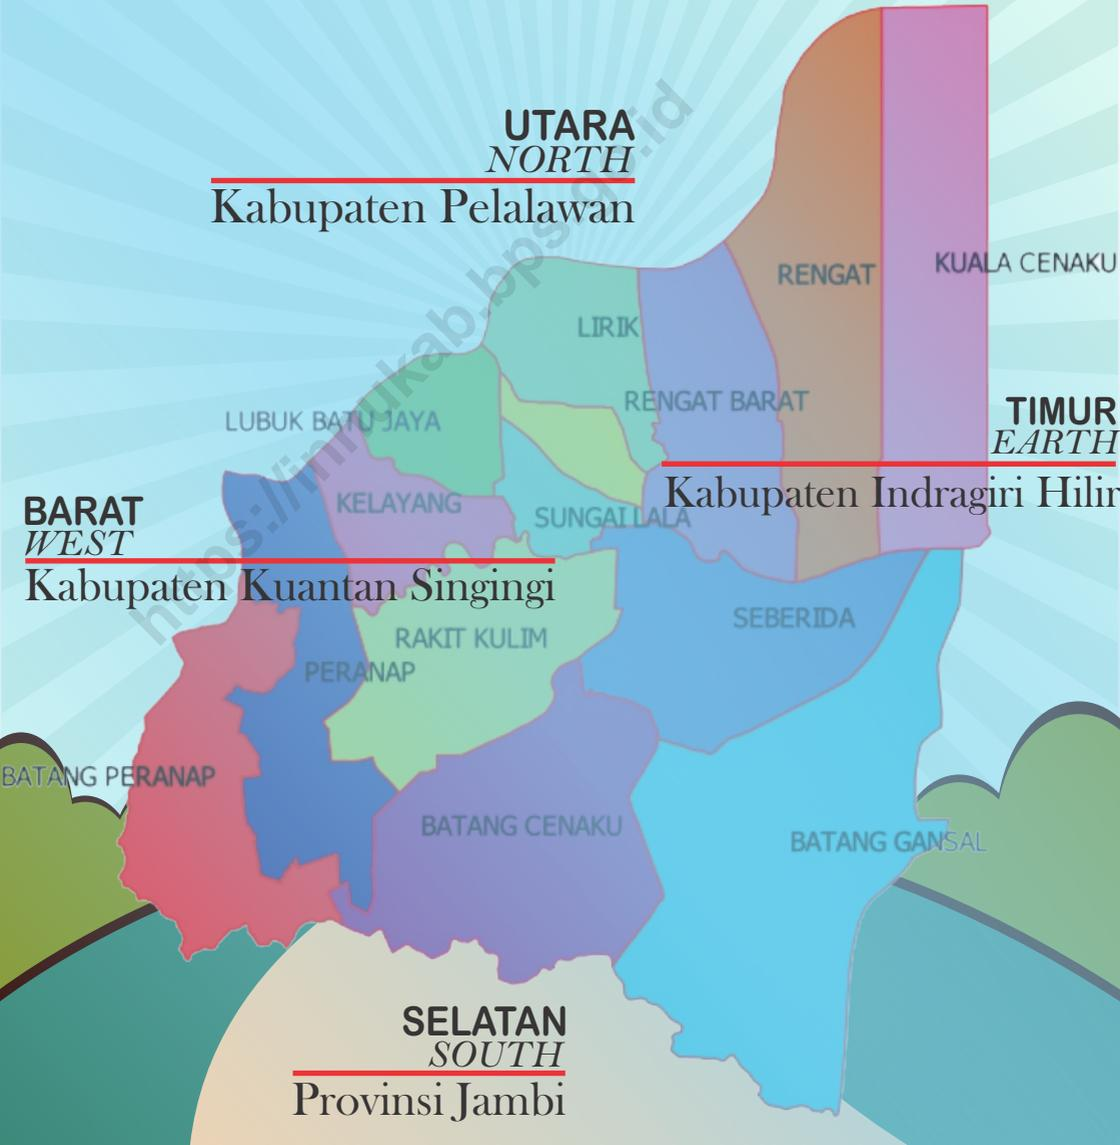 UTARA
NORTH
Kabupaten Pelalawan
RENGAT
KUALA CENAKU
LIRIK
RENGAT BARAT
LUBUK BATU JAYA
TIMUR
EARTH
Kabupaten Indragiri Hilir
KELAYANG
SUNGAI LALA
BARAT
WEST
Kabupaten Kuantan Singingi
SEBERIDA
RAKIT KULIM
PERANAP
BATANG PERANAP
BATANG CENAKU
BATANG GANSAL
SELATAN
SOUTH
Provinsi Jambi
https://inhukab.bps.go.id